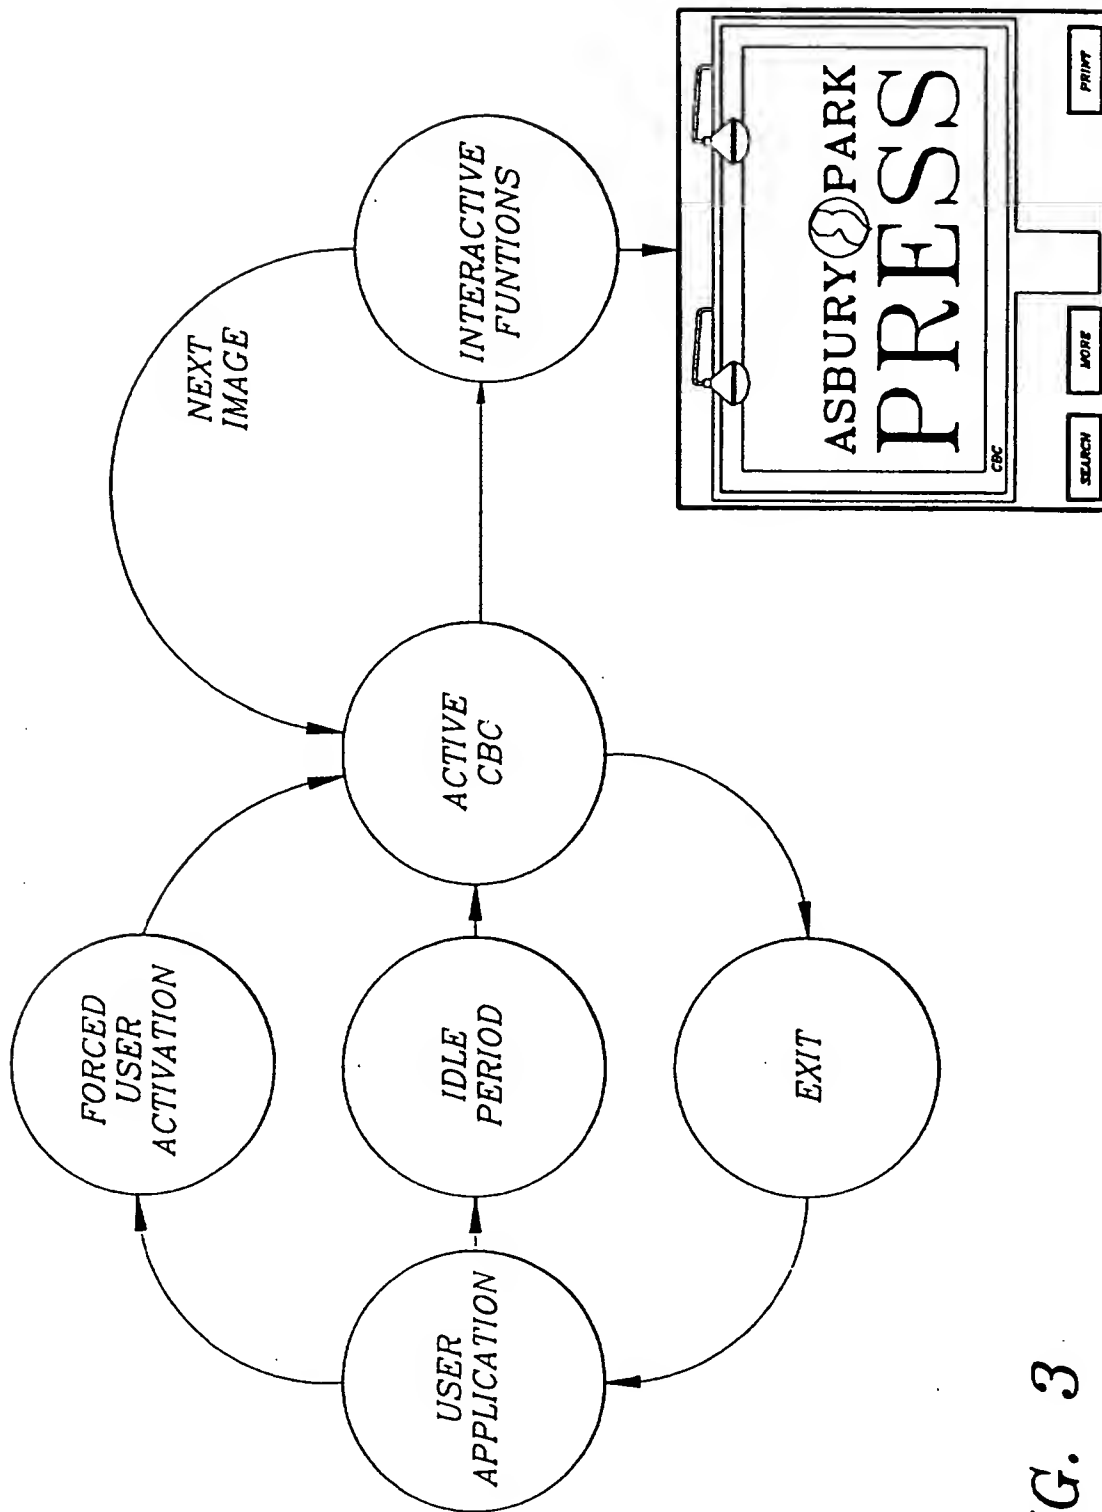 FORCED
USER
ACTIVATION
USER
APPLICATION
IDLE
PERIOD
EXIT
ACTIVE
CBC
NEXT
IMAGE
INTERACTIVE
FUNTIONS
ASBURY PARK
PRESS
CBC
SEARCH
MORE
PRINT
G. 3